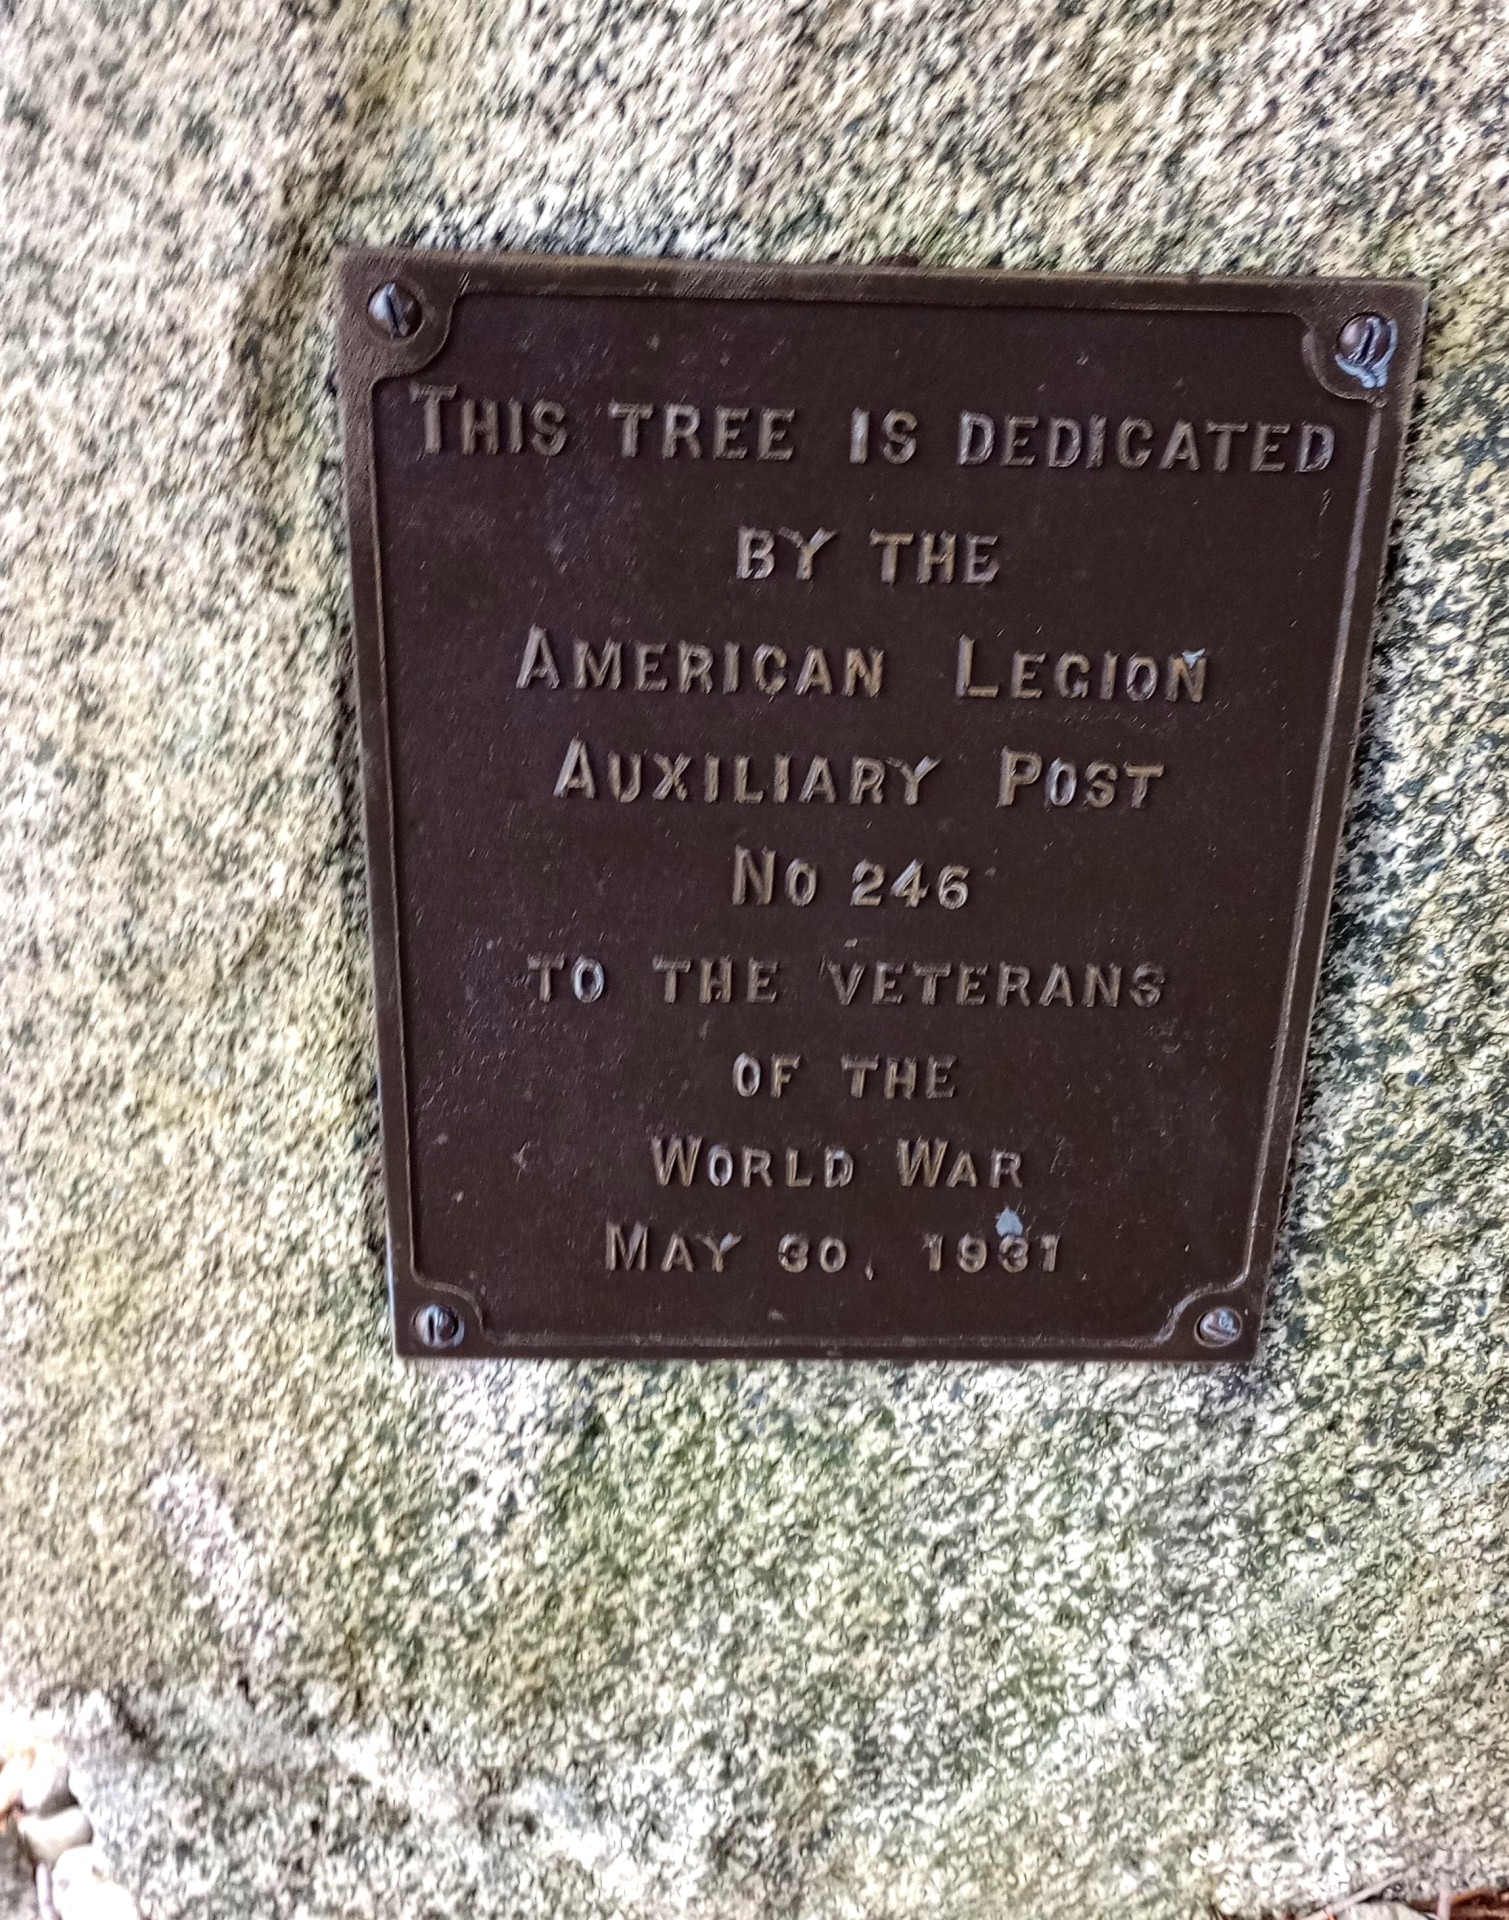 THIS TREE IS DEDICATED
BY THE
AMERICAN LEGION
AUXILIARY POST
NO 246
TO THE VETERANS
OF THE
WORLD WAR
MAY 30, 1931